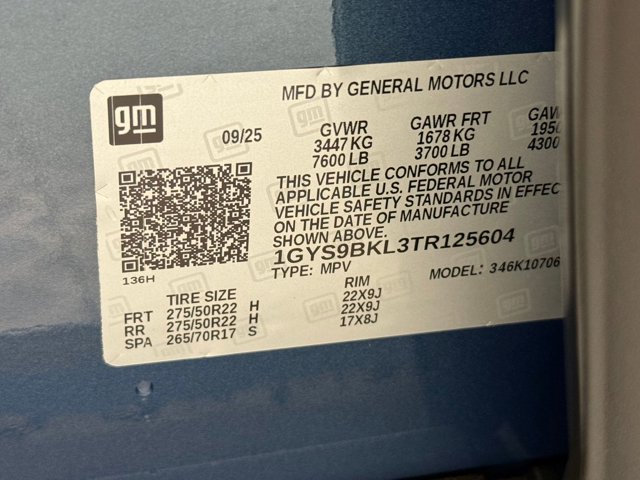 gm
MFD BY GENERAL MOTORS LLC
09/25 GVWR GAWR FRT
3447 KG 1678 KG
7600 LB 3700 LB 4300
THIS VEHICLE CONFORMS TO ALL
APPLICABLE U.S. FEDERAL MOTOR
VEHICLE SAFETY STANDARDS IN EFFEC
ON THE DATE OF MANUFACTURE
SHOWN ABOVE.
1GYS9BKL3TR125604
TYPE: MPV MODEL: 346K10706
136H
TIRE SIZE RIM
FRT 275/50R22 H 22X9J
RR 275/50R22 H 22X9J
SPA 265/70R17 S 17X8J